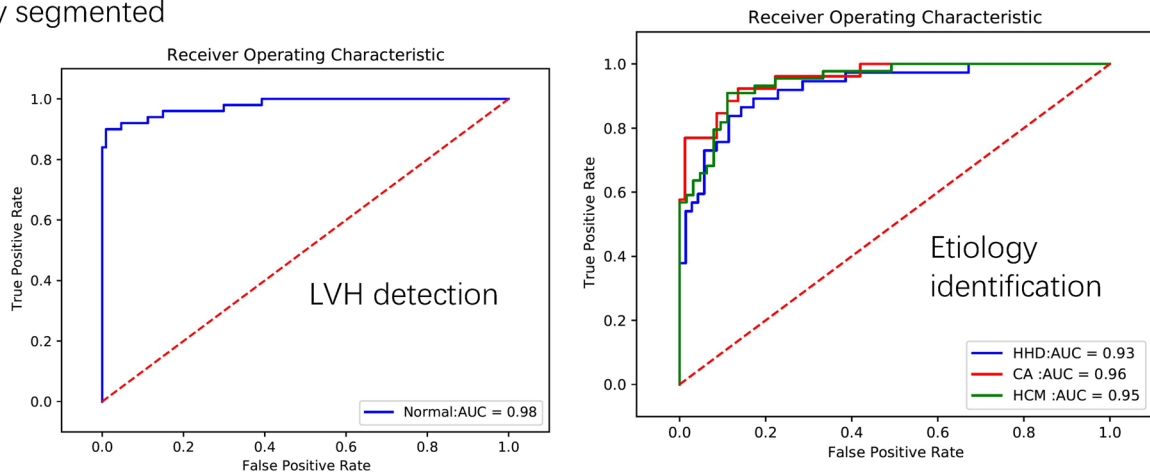 y segmented
Receiver Operating Characteristic
True Positive Rate
1.0
0.8
0.6
0.4
0.2
0.0
LVH detection
Normal:AUC = 0.98
0.0 0.2 0.4 0.6 0.8 1.0
False Positive Rate
Receiver Operating Characteristic
True Positive Rate
1.0
0.8
0.6
0.4
0.2
0.0
Etiology
identification
HHD:AUC = 0.93
CA :AUC = 0.96
HCM :AUC = 0.95
0.0 0.2 0.4 0.6 0.8 1.0
False Positive Rate